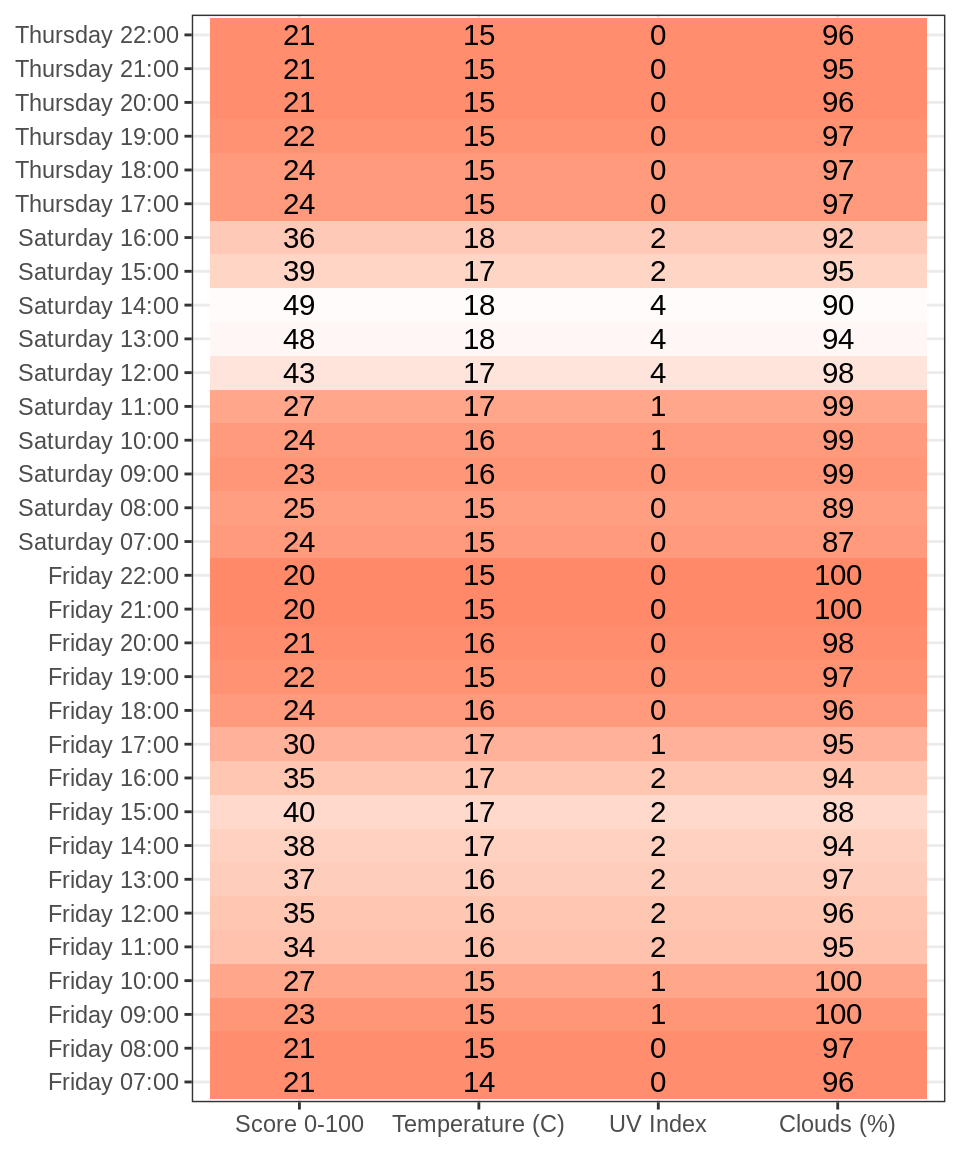 Thursday 22:00 21 15 0 96
Thursday 21:00 21 15 0 95
Thursday 20:00 21 15 0 96
Thursday 19:00 22 15 0 97
Thursday 18:00 24 15 0 97
Thursday 17:00 24 15 0 97
Saturday 16:00 36 18 2 92
Saturday 15:00 39 17 2 95
Saturday 14:00 49 18 4 90
Saturday 13:00 48 18 4 94
Saturday 12:00 43 17 4 98
Saturday 11:00 27 17 1 99
Saturday 10:00 24 16 1 99
Saturday 09:00 23 16 0 99
Saturday 08:00 25 15 0 89
Saturday 07:00 24 15 0 87
Friday 22:00 20 15 0 100
Friday 21:00 20 15 0 100
Friday 20:00 21 16 0 98
Friday 19:00 22 15 0 97
Friday 18:00 24 16 0 96
Friday 17:00 30 17 1 95
Friday 16:00 35 17 2 94
Friday 15:00 40 17 2 88
Friday 14:00 38 17 2 94
Friday 13:00 37 16 2 97
Friday 12:00 35 16 2 96
Friday 11:00 34 16 2 95
Friday 10:00 27 15 1 100
Friday 09:00 23 15 1 100
Friday 08:00 21 15 0 97
Friday 07:00 21 14 0 96
Score 0-100 Temperature (C) UV Index Clouds (%)